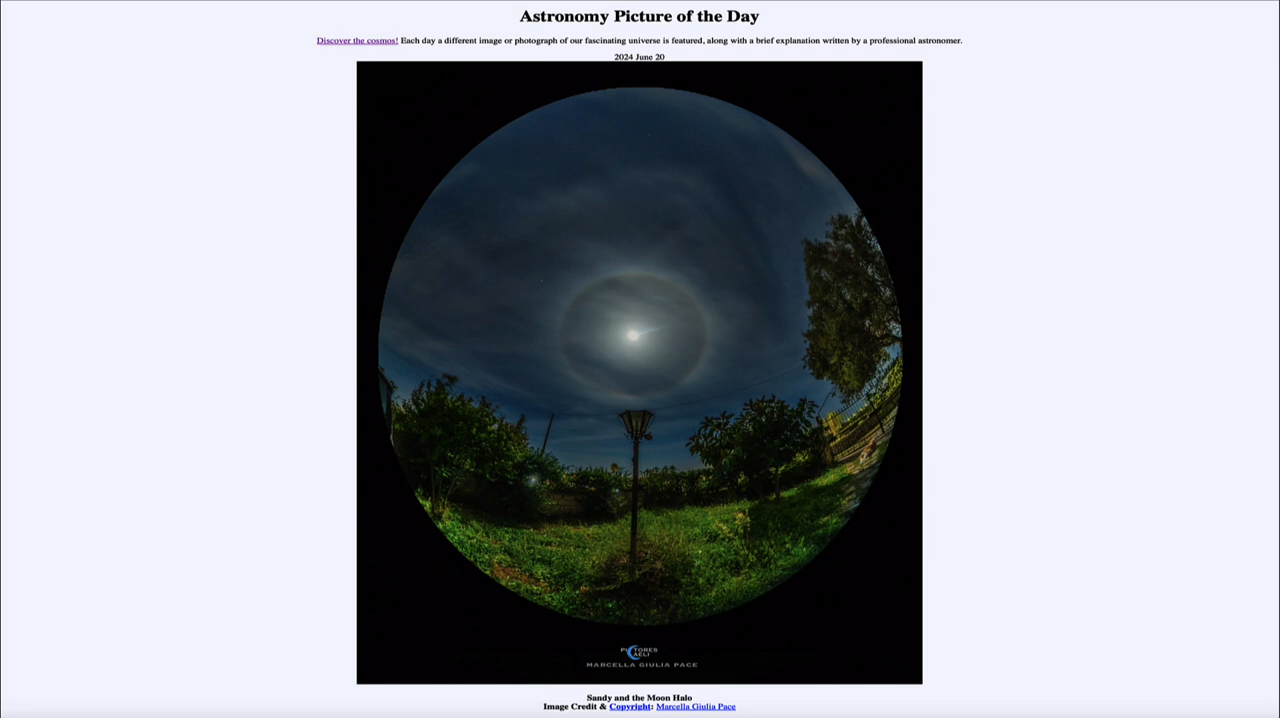 Astronomy Picture of the Day
Discover the cosmos! Each day a different image or photograph of our fascinating universe is featured, along with a brief explanation written by a professional astronomer.
2024 June 20
PICTORES
CAELI
MARCELLA GIULIA PACE
Sandy and the Moon Halo
Image Credit & Copyright: Marcella Giulia Pace